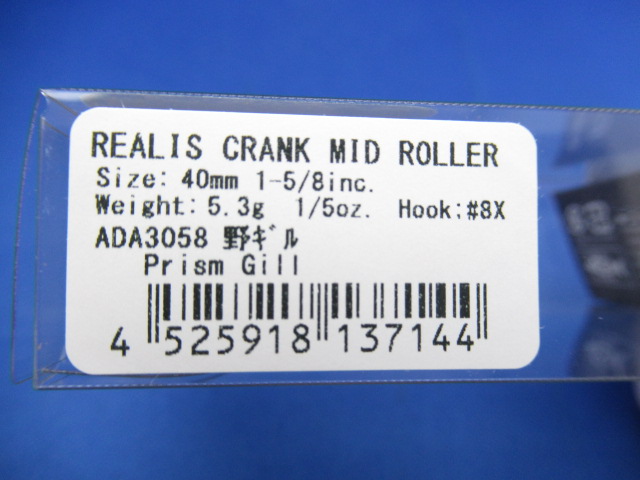 REALIS CRANK MID ROLLER
Size: 40mm 1-5/8inc.
Weight: 5.3g 1/5oz. Hook:#8X
ADA3058 野ｷﾞﾙ
Prism Gill
4 525918 137144